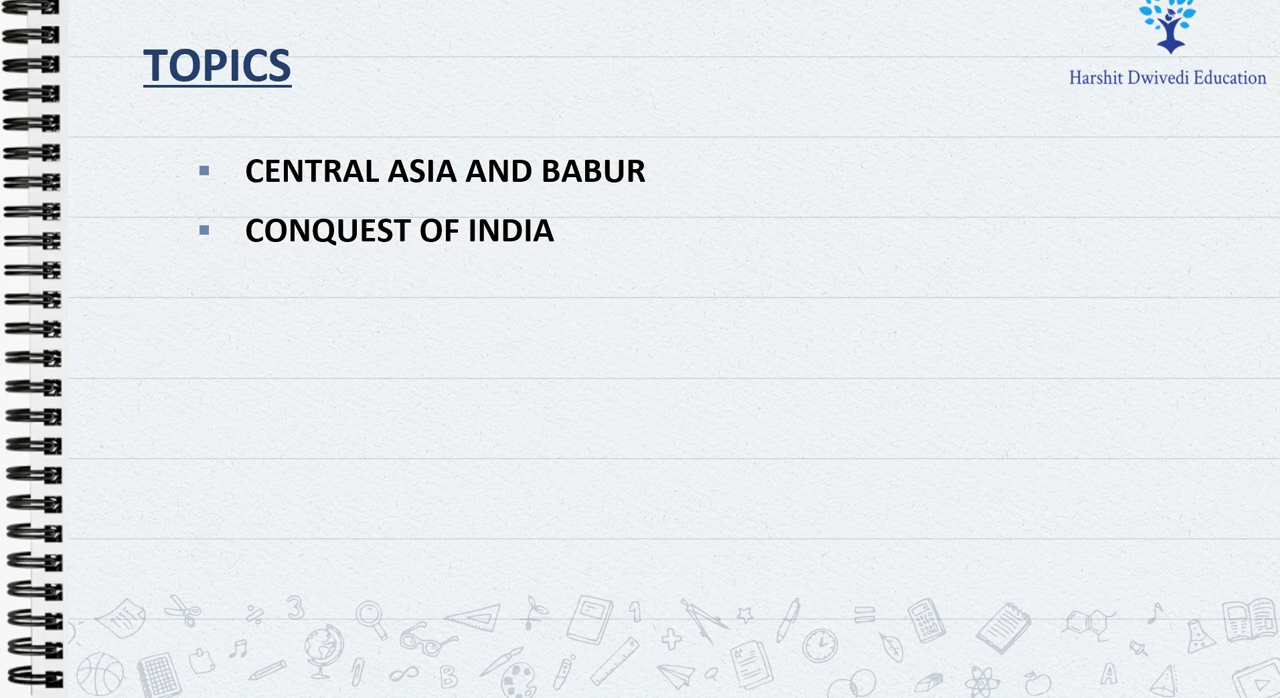 TOPICS
Harshit Dwivedi Education
CENTRAL ASIA AND BABUR
CONQUEST OF INDIA